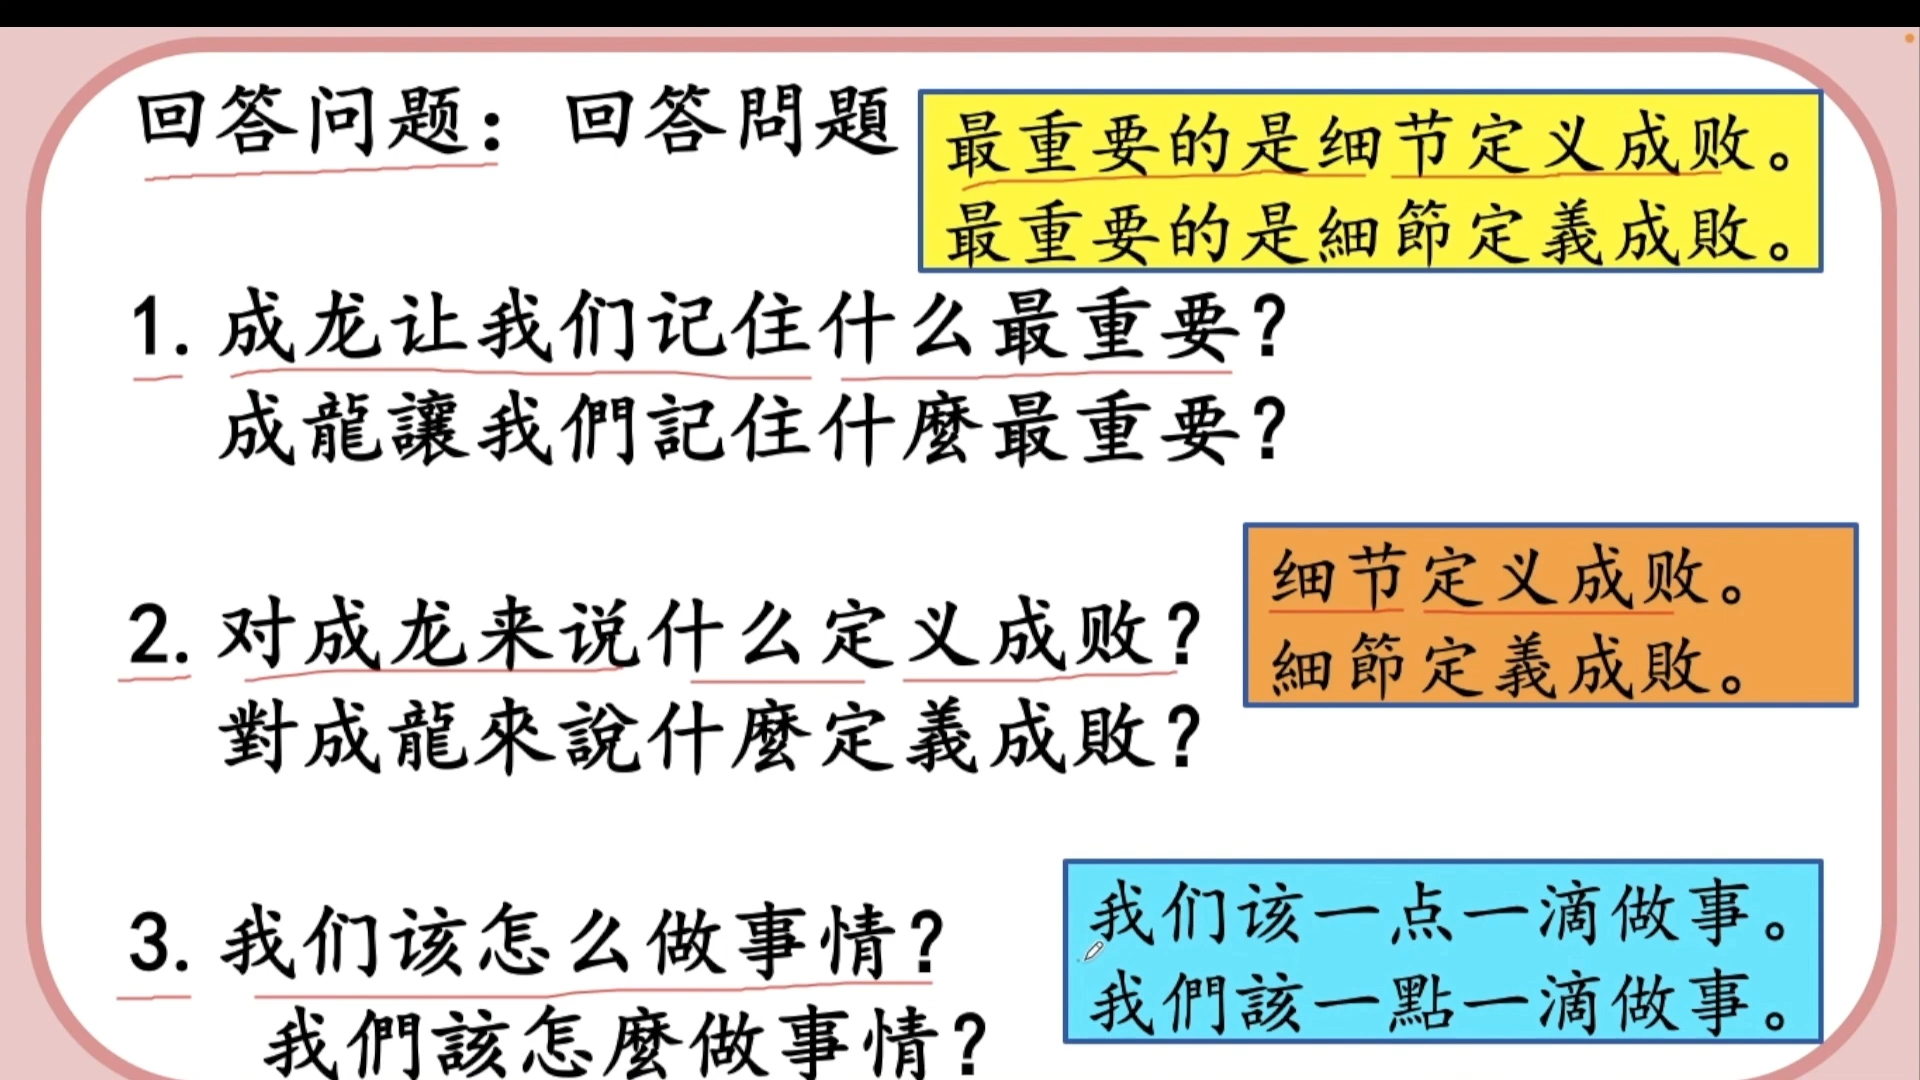 回答问题：回答問題
最重要的是细节定义成败。
最重要的是細節定義成敗。
1. 成龙让我们记住什么最重要？
成龍讓我們記住什麼最重要？
2. 对成龙来说什么定义成败？
對成龍來說什麼定義成敗？
细节定义成败。
細節定義成敗。
3. 我们该怎么做事情？
我們該怎麼做事情？
我们该一点一滴做事。
我們該一點一滴做事。